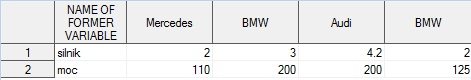 NAME OF FORMER VARIABLE Mercedes BMW Audi BMW
1 silnik 2 3 4.2 2
2 moc 110 200 200 125